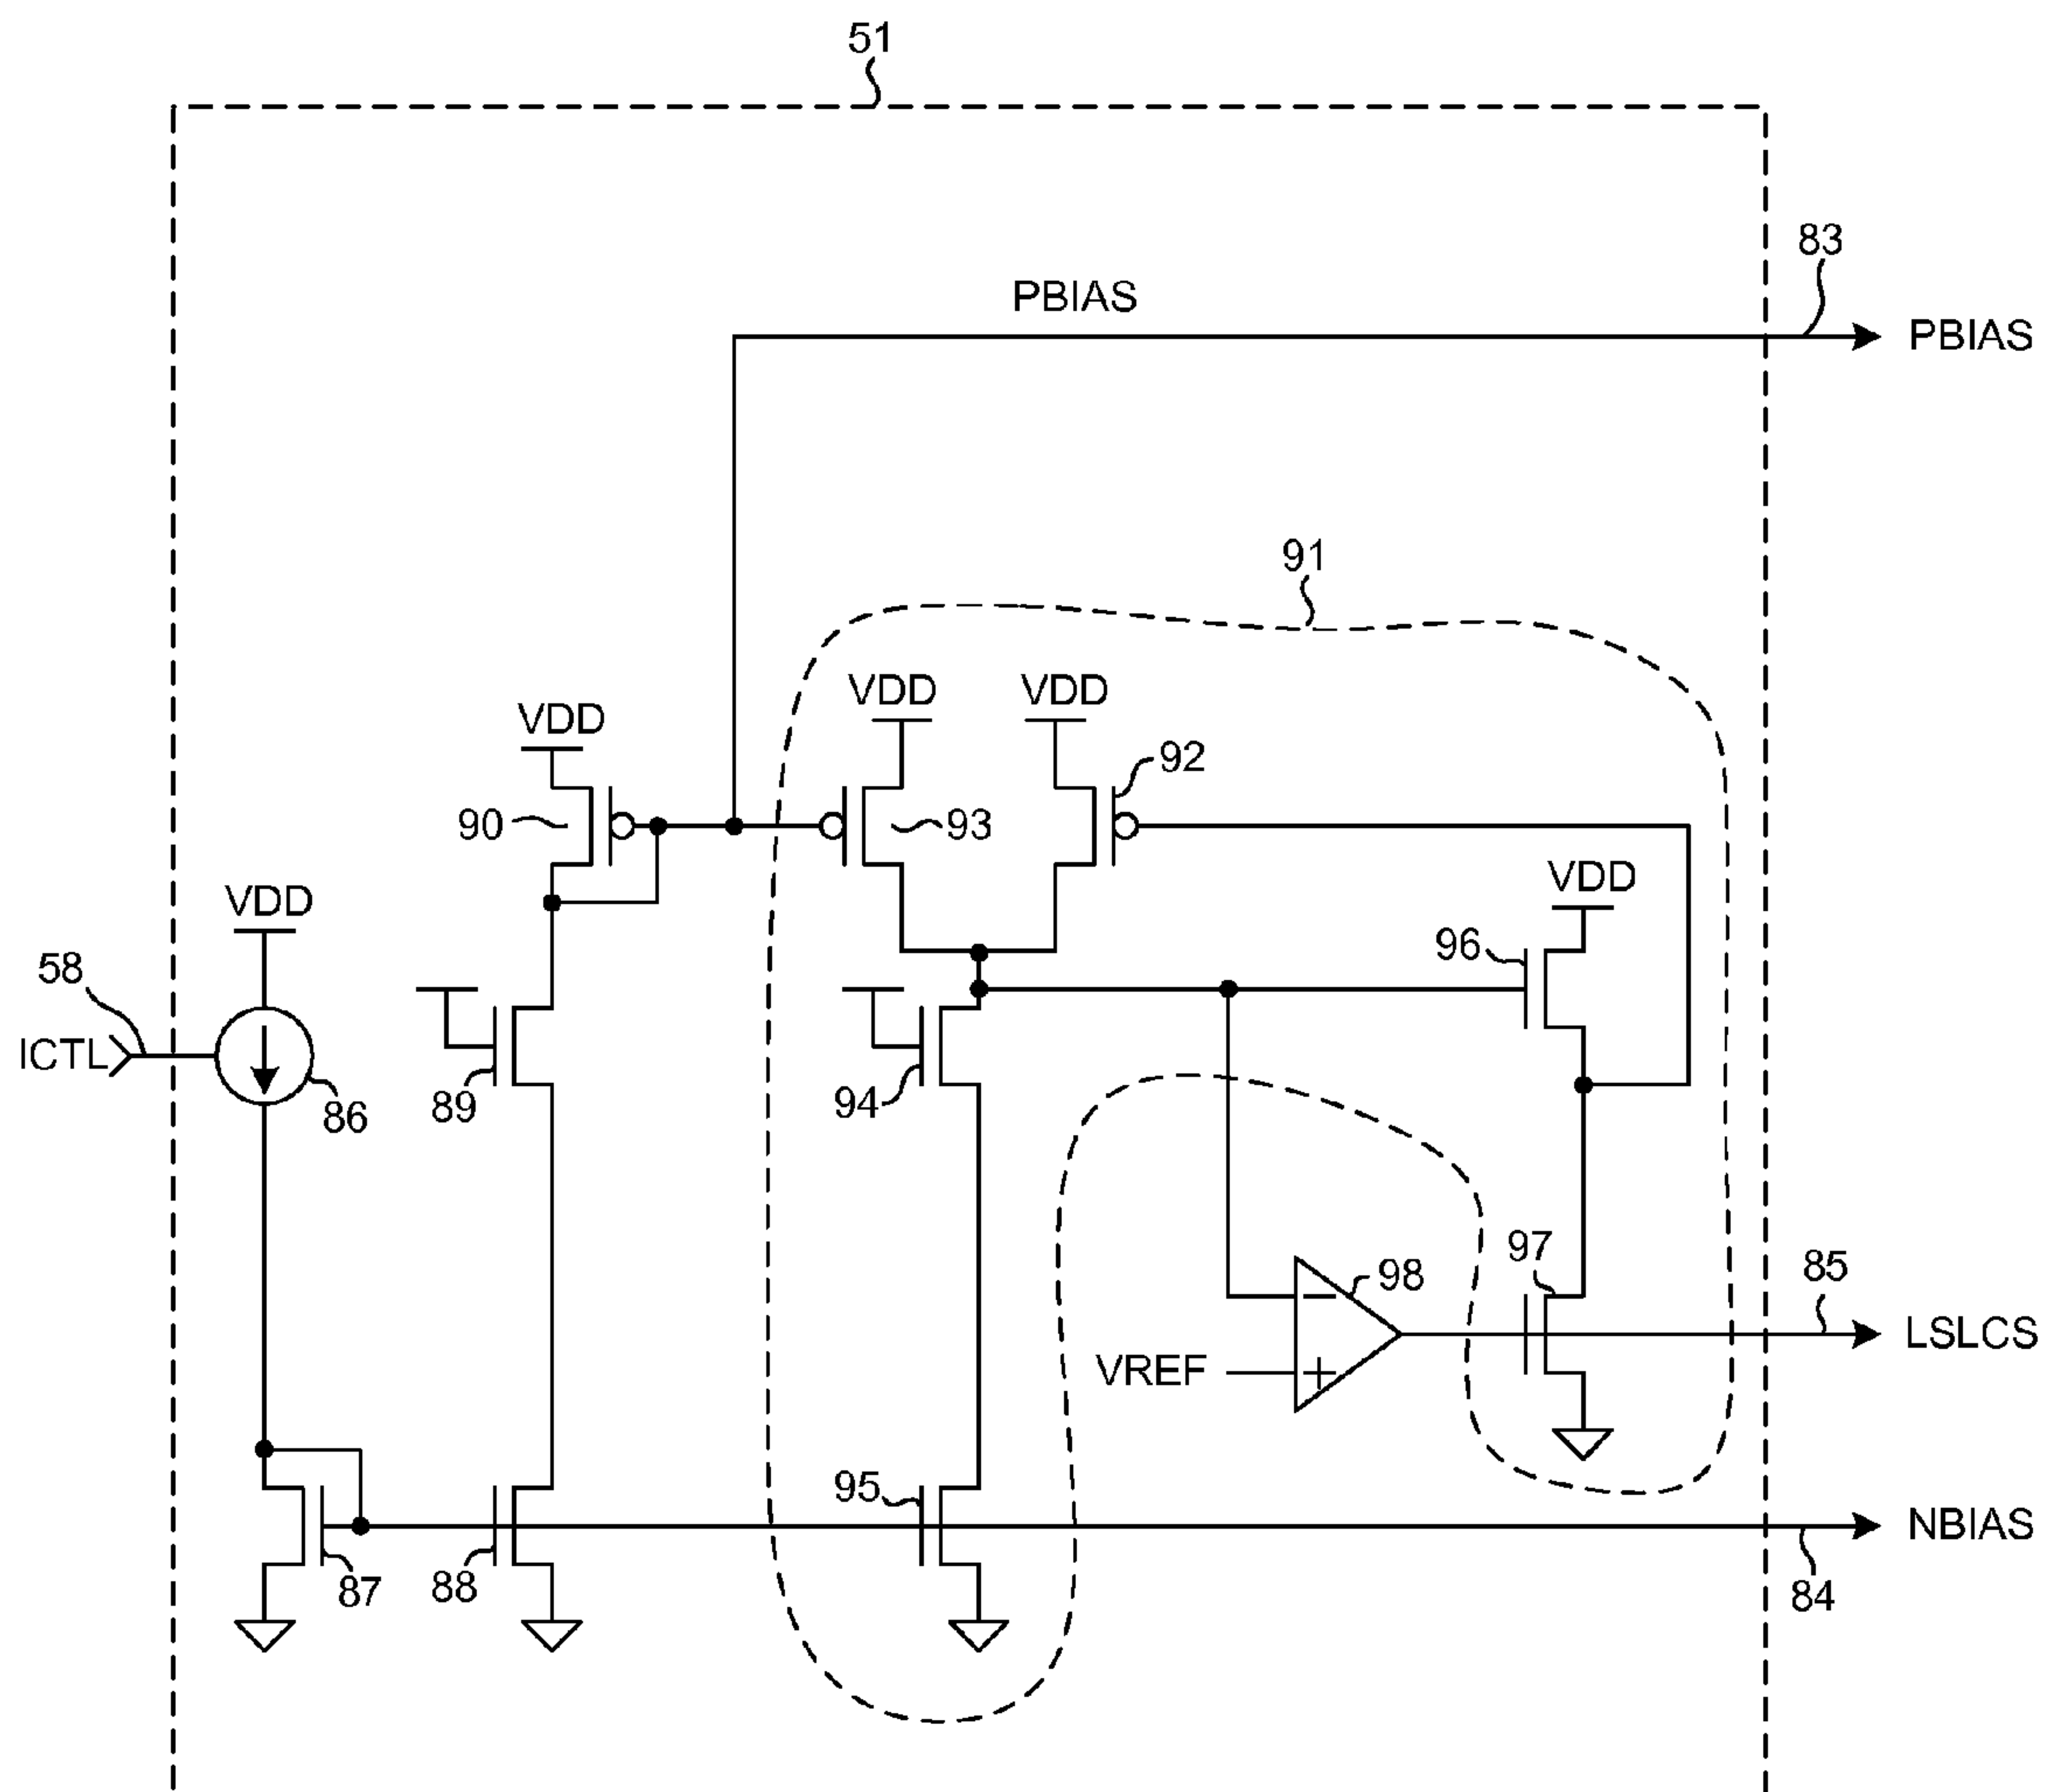 51
83
PBIAS
PBIAS
91
VDD
VDD
VDD
92
90
93
VDD
VDD
96
58
ICTL
86
89
94
97
85
98
LSLCS
VREF
95
NBIAS
87
88
84